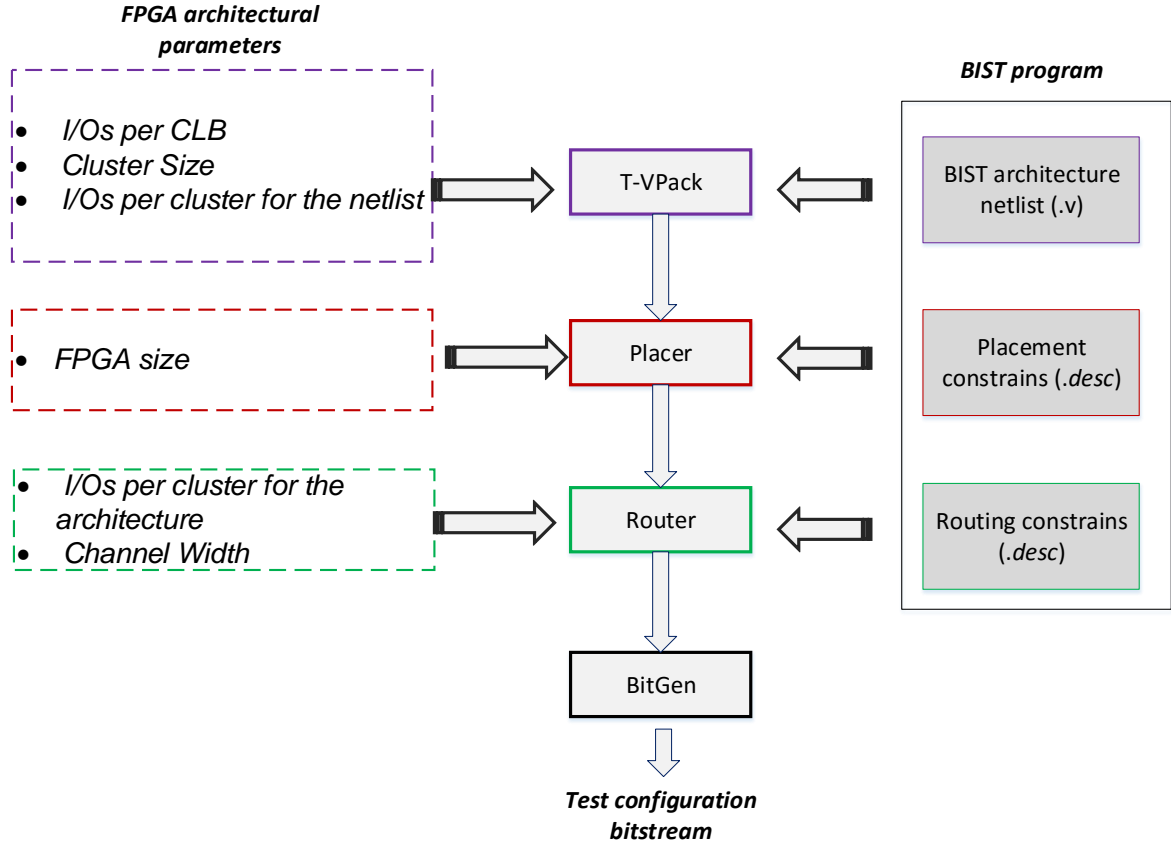 FPGA architectural
parameters
• I/Os per CLB
• Cluster Size
• I/Os per cluster for the netlist
• FPGA size
• I/Os per cluster for the
architecture
• Channel Width
T-VPack
Placer
Router
BitGen
Test configuration
bitstream
BIST program
BIST architecture
netlist (.v)
Placement
constrains (.desc)
Routing constrains
(.desc)